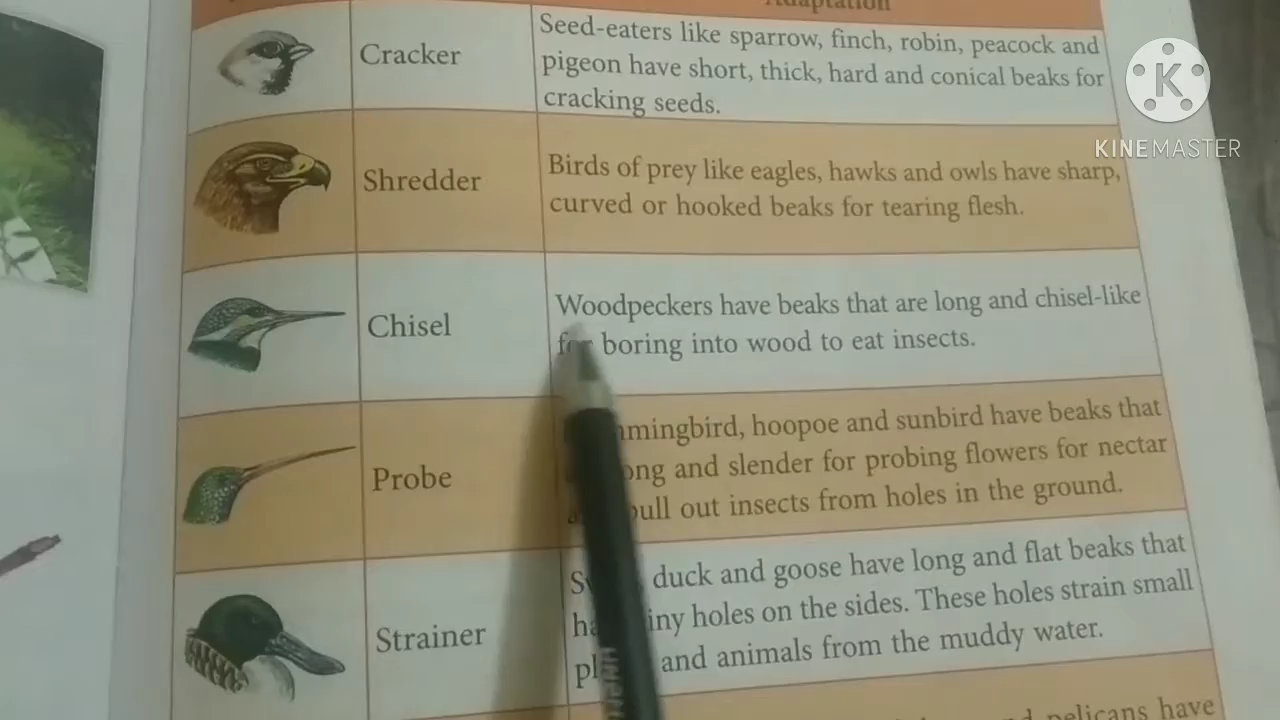 Adaptation
Cracker
Seed-eaters like sparrow, finch, robin, peacock and
pigeon have short, thick, hard and conical beaks for
cracking seeds.
Shredder
Birds of prey like eagles, hawks and owls have sharp,
curved or hooked beaks for tearing flesh.
Chisel
Woodpeckers have beaks that are long and chisel-like
for boring into wood to eat insects.
Probe
hoopoe and sunbird have beaks that
and slender for probing flowers for nectar
pull out insects from holes in the ground.
Strainer
duck and goose have long and flat beaks that
holes on the sides. These holes strain small
and animals from the muddy water.
pelicans have
K
KINEMASTER